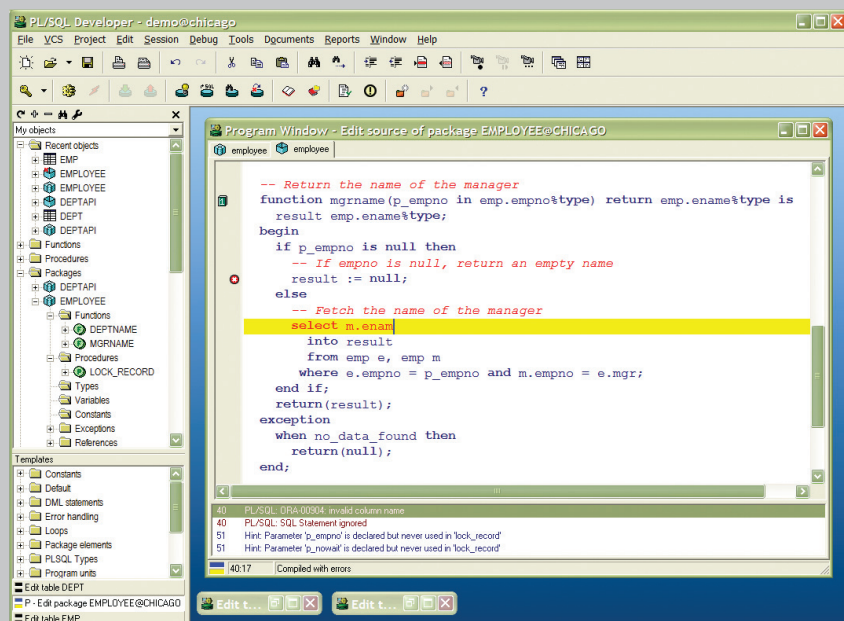 PL/SQL Developer - demo@chicago
File VCS Project Edit Session Debug Tools Documents Reports Window Help
My objects
Recent objects
EMP
EMPLOYEE
EMPLOYEE
DEPTAPI
DEPT
DEPTAPI
Functions
Procedures
Packages
DEPTAPI
EMPLOYEE
Functions
DEPTNAME
MGRNAME
Procedures
LOCK_RECORD
Types
Variables
Constants
Exceptions
References
Templates
Constants
Default
DML statements
Error handling
Loops
Package elements
PLSQL Types
Program units
Edit table DEPT
P - Edit package EMPLOYEE@CHICAGO
Edit table EMP
Program Window - Edit source of package EMPLOYEE@CHICAGO
employee employee
-- Return the name of the manager
function mgrname(p_empno in emp.empno%type) return emp.ename%type is
result emp.ename%type;
begin
if p_empno is null then
-- If empno is null, return an empty name
result := null;
else
-- Fetch the name of the manager
select m.enam
into result
from emp e, emp m
where e.empno = p_empno and m.empno = e.mgr;
end if;
return(result);
exception
when no_data_found then
return(null);
end;
40 PL/SQL: ORA-00904: invalid column name
40 PL/SQL: SQL Statement ignored
51 Hint: Parameter 'p_empno' is declared but never used in 'lock_record'
51 Hint: Parameter 'p_nowait' is declared but never used in 'lock_record'
40:17 Compiled with errors
Edit t... Edit t...